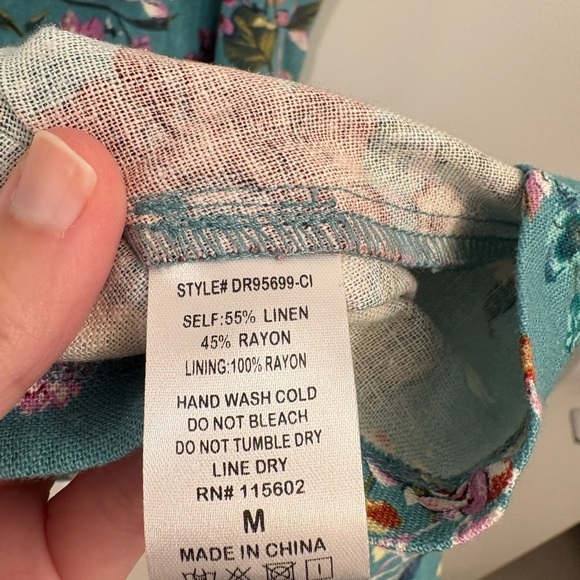 STYLE# DR95699-CI
SELF:55% LINEN
45% RAYON
LINING:100% RAYON
HAND WASH COLD
DO NOT BLEACH
DO NOT TUMBLE DRY
LINE DRY
RN# 115602
M
MADE IN CHINA